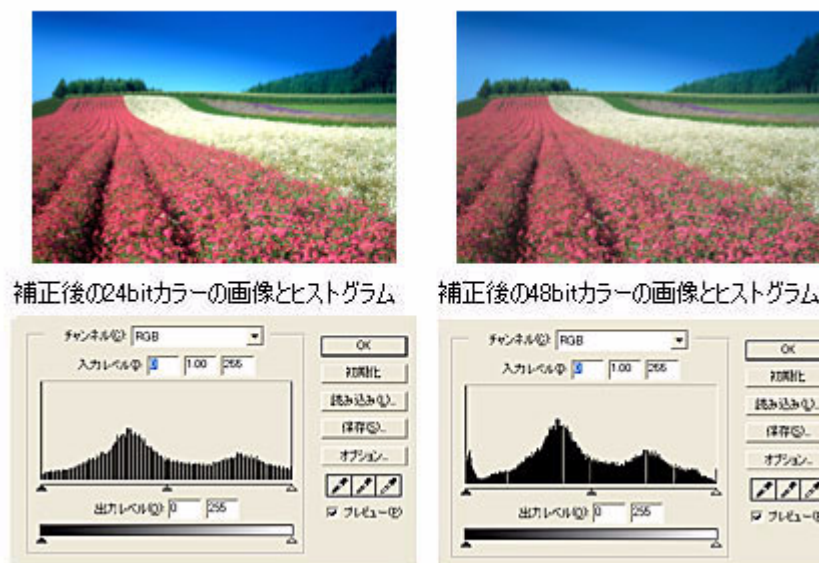 補正後の24bitカラーの画像とヒストグラム
補正後の48bitカラーの画像とヒストグラム
チャンネル(C): RGB
OK
入力レベル(I): 0 1.00 255
初期化
読み込み(L)...
保存(S)...
オプション...
出力レベル(O): 0 255
プレビュー(P)
チャンネル(C): RGB
OK
入力レベル(I): 0 1.00 255
初期化
読み込み(L)...
保存(S)...
オプション...
出力レベル(O): 0 255
プレビュー(P)